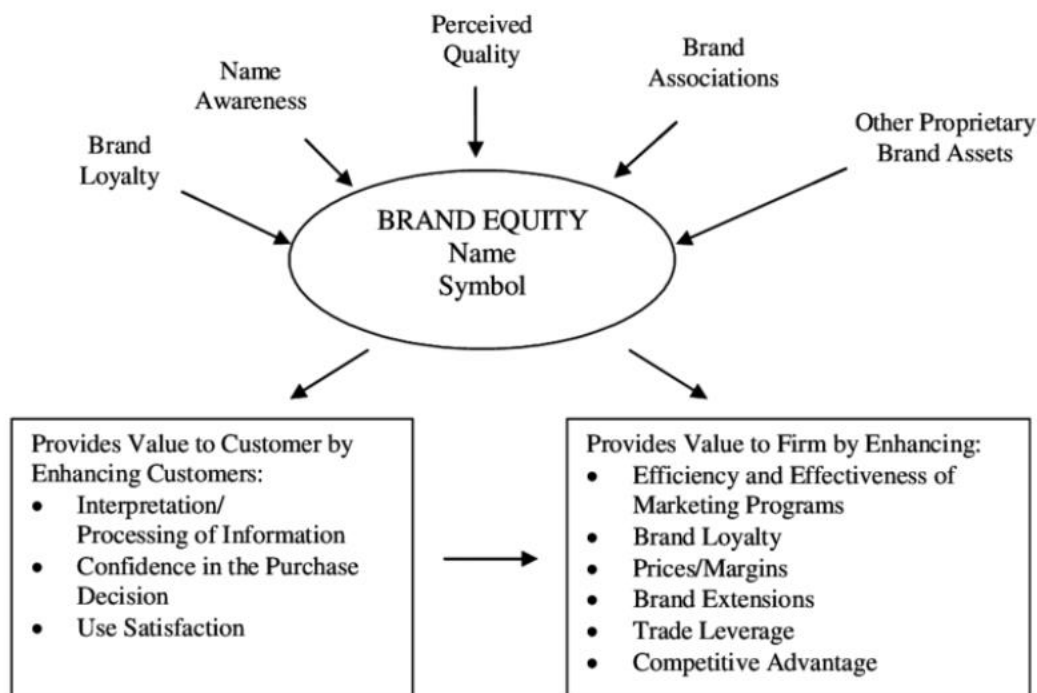 Perceived
Quality
Brand
Associations
Name
Awareness
Other Proprietary
Brand Assets
Brand
Loyalty
BRAND EQUITY
Name
Symbol
Provides Value to Customer by
Enhancing Customers:
• Interpretation/
Processing of Information
• Confidence in the Purchase
Decision
• Use Satisfaction
Provides Value to Firm by Enhancing:
• Efficiency and Effectiveness of
Marketing Programs
• Brand Loyalty
• Prices/Margins
• Brand Extensions
• Trade Leverage
• Competitive Advantage